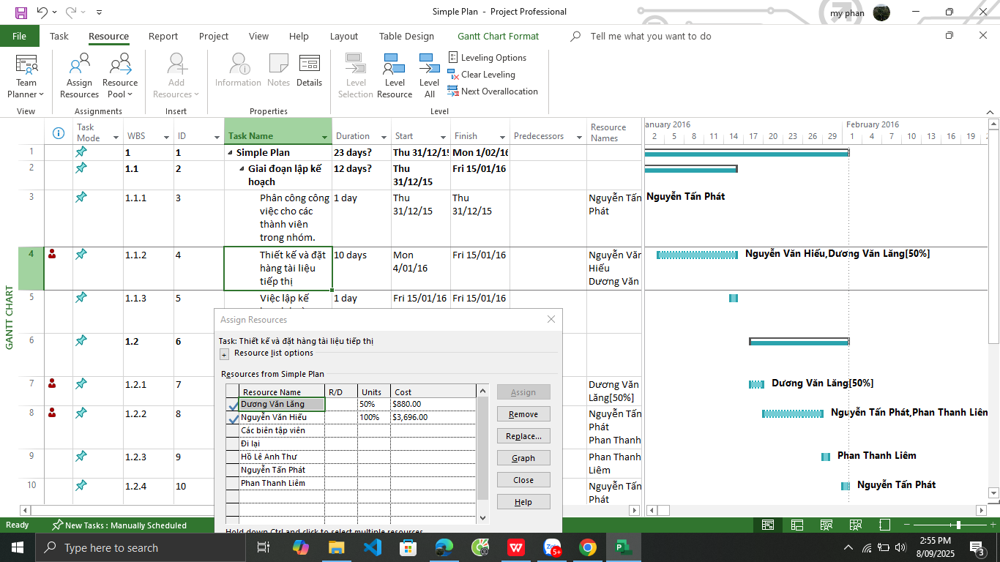 Simple Plan - Project Professional
my phan
File Task Resource Report Project View Help Layout Table Design Gantt Chart Format Tell me what you want to do
Team Planner
Assign Resources
Resource Pool
Add Resources
Information
Notes
Details
Level Selection
Level Resource
Level All
Leveling Options
Clear Leveling
Next Overallocation
View
Assignments
Insert
Properties
Level
GANTT CHART
Task Mode
WBS
ID
Task Name
Duration
Start
Finish
Predecessors
Resource Names
anuary 2016
February 2016
2 5 8 11 14 17 20 23 26 29 1 4 7 10 13 16 19
1 1 1 Simple Plan 23 days? Thu 31/12/15 Mon 1/02/16
2 1.1 2 Giai đoạn lập kế 12 days? Thu Fri 15/01/16
hoạch 31/12/15
3 1.1.1 3 Phân công công 1 day Thu Thu Nguyễn Tấn Nguyễn Tấn Phát
việc cho các 31/12/15 31/12/15 Phát
thành viên
trong nhóm.
4 1.1.2 4 Thiết kế và đặt 10 days Mon Fri 15/01/16 Nguyễn Văn Nguyễn Văn Hiếu,Dương Văn Lăng[50%]
hàng tài liệu 4/01/16 Hiếu
tiếp thị Dương Văn
5 1.1.3 5 Việc lập kế 1 day Fri 15/01/16 Fri 15/01/16
6 1.2 6
7 1.2.1 7 Dương Văn Dương Văn Lăng[50%]
Lăng[50%]
8 1.2.2 8 Nguyễn Tấn Nguyễn Tấn Phát,Phan Thanh Liêm
Phát
Phan Thanh
9 1.2.3 9 Phan Thanh Phan Thanh Liêm
Liêm
10 1.2.4 10 Nguyễn Tấn Nguyễn Tấn Phát
Phát
Assign Resources
Task: Thiết kế và đặt hàng tài liệu tiếp thị
+ Resource list options
Resources from Simple Plan
Resource Name R/D Units Cost
Dương Văn Lăng 50% $880.00
Nguyễn Văn Hiếu 100% $3,696.00
Các biên tập viên
Đi lại
Hồ Lê Anh Thư
Nguyễn Tấn Phát
Phan Thanh Liêm
Assign
Remove
Replace...
Graph
Close
Help
Hold down Ctrl and click to select multiple resources
Ready New Tasks : Manually Scheduled
Type here to search
Zalo
5+
2:55 PM
8/09/2025
3